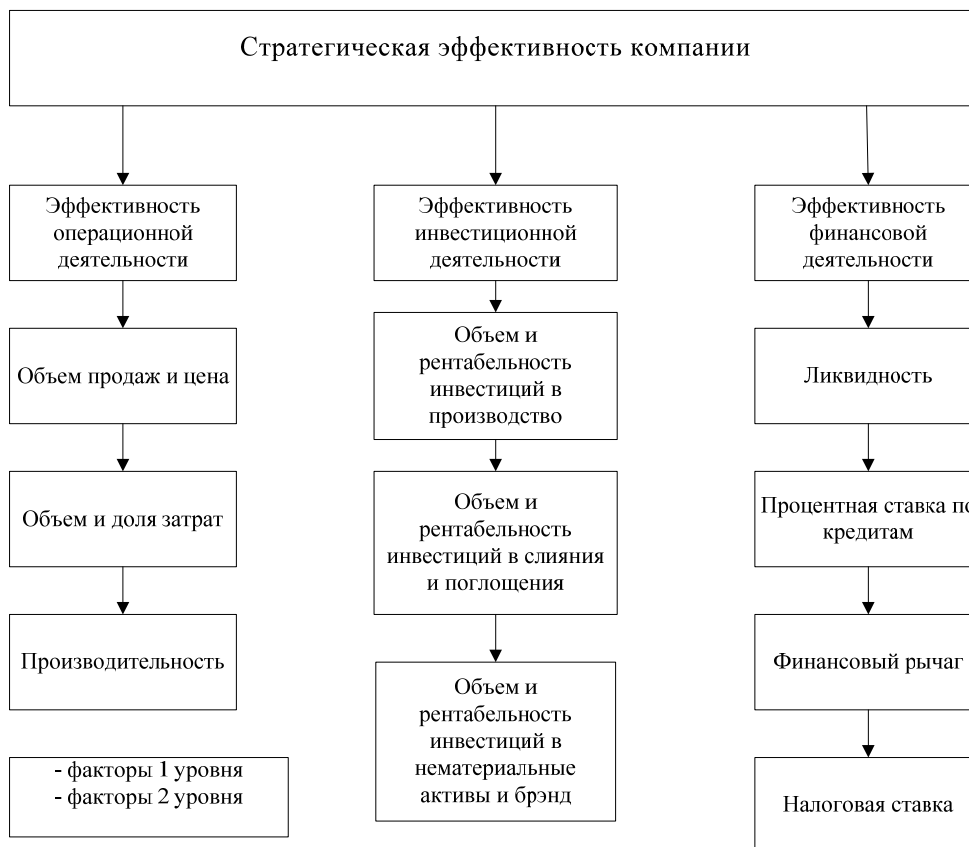 Стратегическая эффективность компании
Эффективность
операционной
деятельности
Эффективность
инвестиционной
деятельности
Эффективность
финансовой
деятельности
Объем продаж и цена
Объем и
рентабельность
инвестиций в
производство
Ликвидность
Объем и доля затрат
Объем и
рентабельность
инвестиций в слияния
и поглощения
Процентная ставка по
кредитам
Производительность
Объем и
рентабельность
инвестиций в
нематериальные
активы и брэнд
Финансовый рычаг
- факторы 1 уровня
- факторы 2 уровня
Налоговая ставка